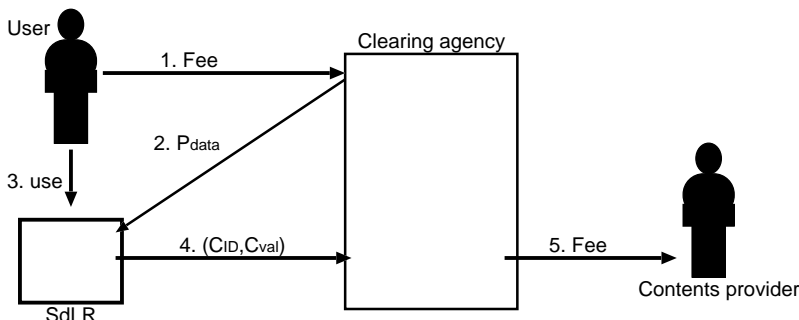 User
Clearing agency
1. Fee
2. Pdata
3. use
4. (CID,Cval)
5. Fee
SdLR
Contents provider